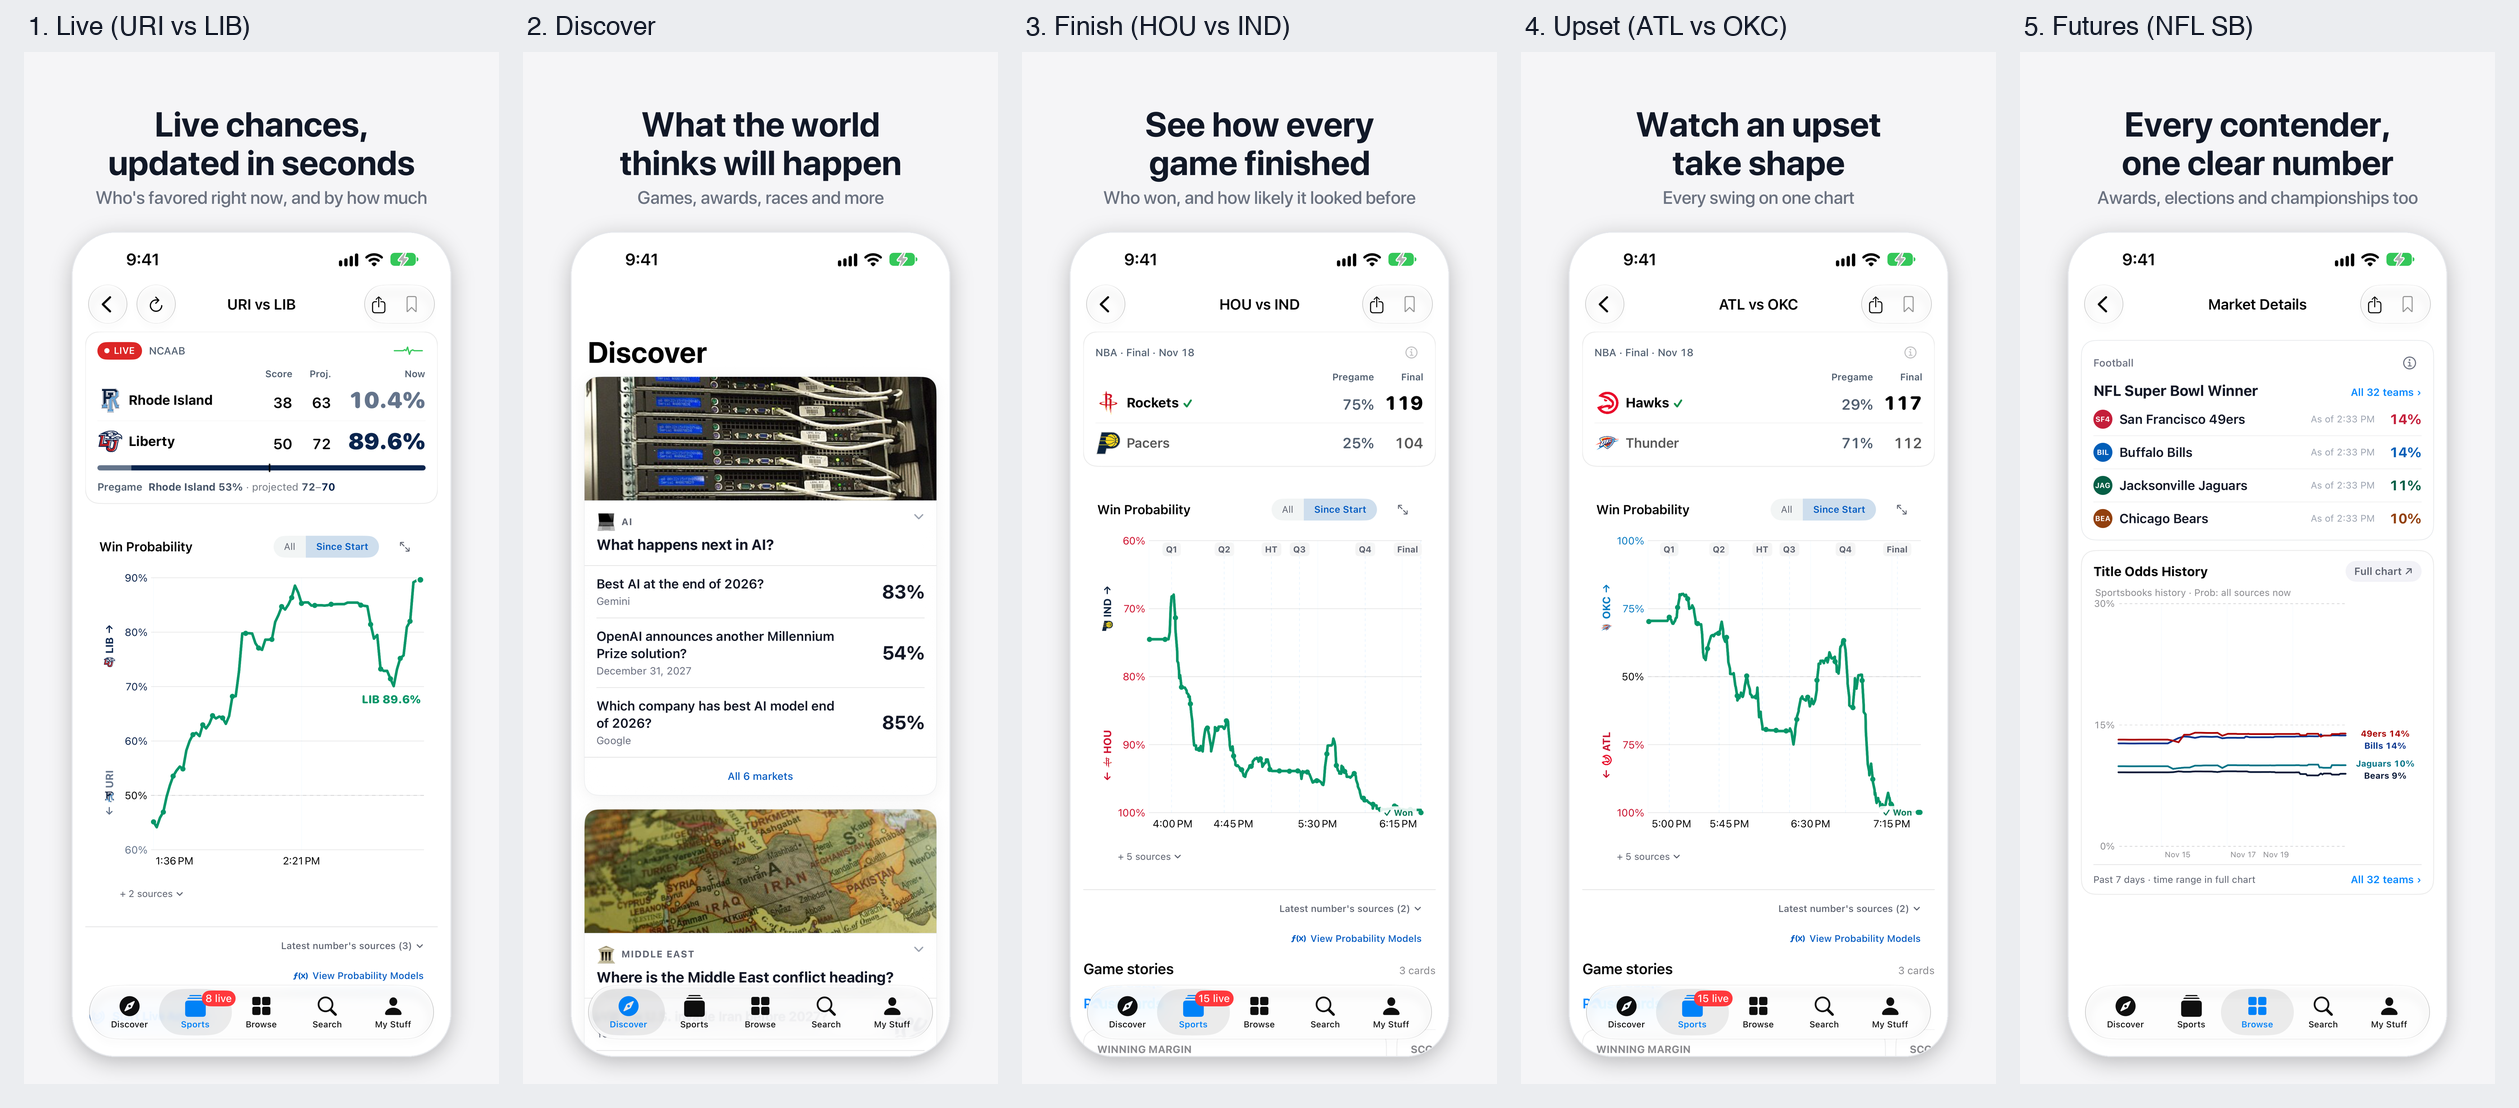 1. Live (URI vs LIB)
Live chances,
updated in seconds
Who's favored right now, and by how much
9:41
URI vs LIB
LIVE NCAAB
Score Proj. Now
Rhode Island 38 63 10.4%
Liberty 50 72 89.6%
Pregame Rhode Island 53% · projected 72–70
Win Probability All Since Start
90%
80%
70%
60%
50%
60%
LIB →
← URI
LIB 89.6%
1:36 PM 2:21 PM
+ 2 sources
Latest number's sources (3)
f(x) View Probability Models
8 live
Discover Sports Browse Search My Stuff
2. Discover
What the world
thinks will happen
Games, awards, races and more
9:41
Discover
AI
What happens next in AI?
Best AI at the end of 2026? 83%
Gemini
OpenAI announces another Millennium
Prize solution? 54%
December 31, 2027
Which company has best AI model end
of 2026? 85%
Google
All 6 markets
TURKMEN
Ashgabat
SYRIA
Baghdad
Tehran
IRAN
IRAQ
AFGHANISTAN
PAKISTAN
MIDDLE EAST
Where is the Middle East conflict heading?
Discover Sports Browse Search My Stuff
3. Finish (HOU vs IND)
See how every
game finished
Who won, and how likely it looked before
9:41
HOU vs IND
NBA · Final · Nov 18
Pregame Final
Rockets ✓ 75% 119
Pacers 25% 104
Win Probability All Since Start
60%
70%
80%
90%
100%
Q1 Q2 HT Q3 Q4 Final
IND →
← HOU
✓ Won
4:00 PM 4:45 PM 5:30 PM 6:15 PM
+ 5 sources
Latest number's sources (2)
f(x) View Probability Models
Game stories 3 cards
15 live
Discover Sports Browse Search My Stuff
WINNING MARGIN SCO
4. Upset (ATL vs OKC)
Watch an upset
take shape
Every swing on one chart
9:41
ATL vs OKC
NBA · Final · Nov 18
Pregame Final
Hawks ✓ 29% 117
Thunder 71% 112
Win Probability All Since Start
100%
75%
50%
75%
100%
Q1 Q2 HT Q3 Q4 Final
OKC →
← ATL
✓ Won
5:00 PM 5:45 PM 6:30 PM 7:15 PM
+ 5 sources
Latest number's sources (2)
f(x) View Probability Models
Game stories 3 cards
15 live
Discover Sports Browse Search My Stuff
WINNING MARGIN SCO
5. Futures (NFL SB)
Every contender,
one clear number
Awards, elections and championships too
9:41
Market Details
Football
NFL Super Bowl Winner All 32 teams ›
SF4 San Francisco 49ers As of 2:33 PM 14%
BIL Buffalo Bills As of 2:33 PM 14%
JAG Jacksonville Jaguars As of 2:33 PM 11%
BEA Chicago Bears As of 2:33 PM 10%
Title Odds History Full chart ↗
Sportsbooks history · Prob: all sources now
30%
15%
0%
49ers 14%
Bills 14%
Jaguars 10%
Bears 9%
Nov 15 Nov 17 Nov 19
Past 7 days · time range in full chart All 32 teams ›
Discover Sports Browse Search My Stuff